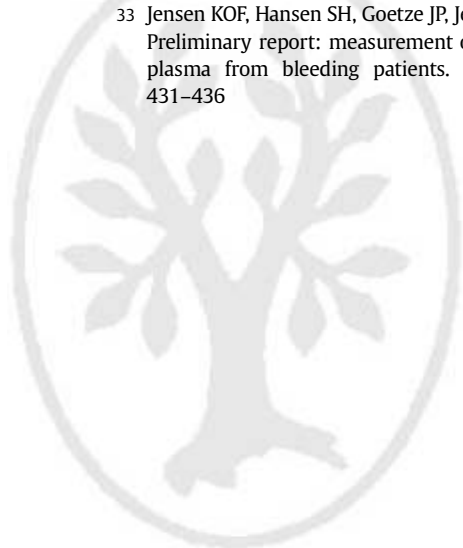 33 Jensen KOF, Hansen SH, Goetze JP, J
Preliminary report: measurement
plasma from bleeding patients.
431–436